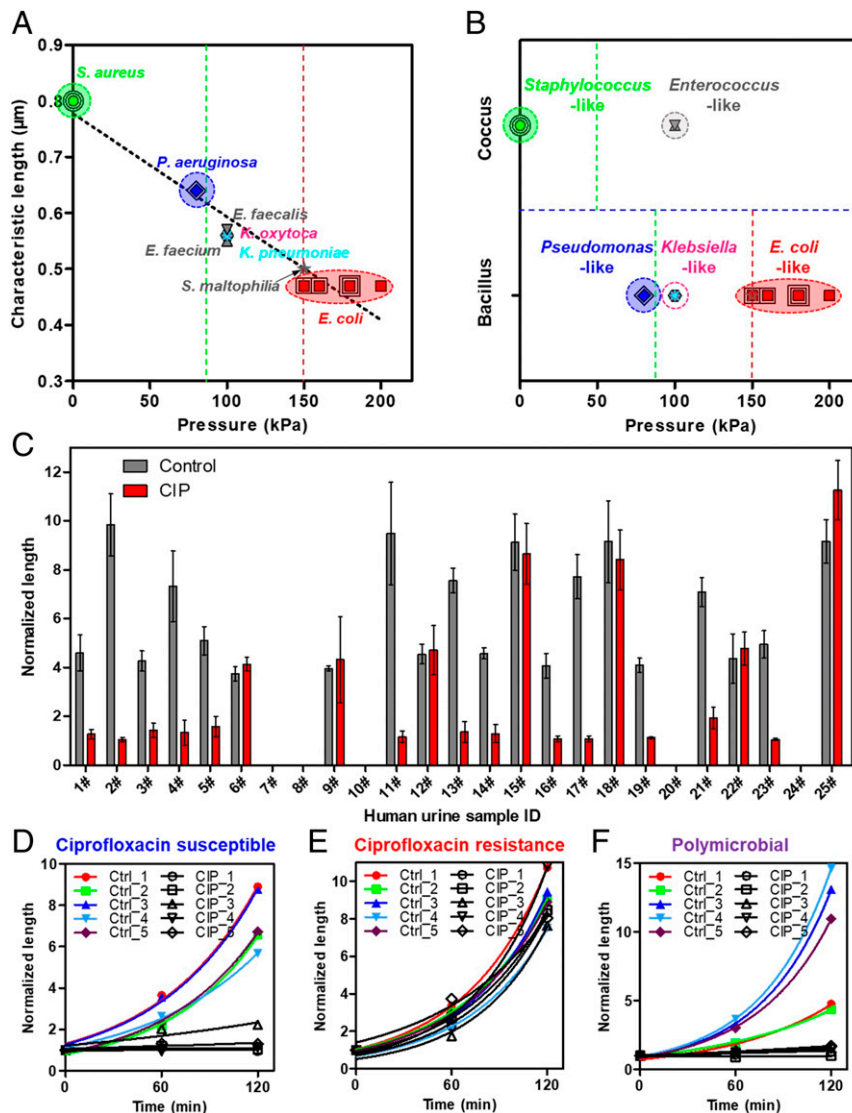 A
0.9
0.8
0.7
0.6
0.5
0.4
0.3
Characteristic length (μm)
S. aureus
P. aeruginosa
E. faecalis
K. oxytoca
E. faecium
K. pneumoniae
S. maltophilia
E. coli
0 50 100 150 200
Pressure (kPa)
B
Coccus
Bacillus
Staphylococcus
-like
Enterococcus
-like
Pseudomonas
-like
Klebsiella
-like
E. coli
-like
0 50 100 150 200
Pressure (kPa)
C
Control
CIP
12
10
8
6
4
2
0
Normalized length
1# 2# 3# 4# 5# 6# 7# 8# 9# 10# 11# 12# 13# 14# 15# 16# 17# 18# 19# 20# 21# 22# 23# 24# 25#
Human urine sample ID
D Ciprofloxacin susceptible
10
8
6
4
2
0
Normalized length
Ctrl_1 CIP_1
Ctrl_2 CIP_2
Ctrl_3 CIP_3
Ctrl_4 CIP_4
Ctrl_5 CIP_5
0 60 120
Time (min)
E Ciprofloxacin resistance
10
8
6
4
2
0
Normalized length
Ctrl_1 CIP_1
Ctrl_2 CIP_2
Ctrl_3 CIP_3
Ctrl_4 CIP_4
Ctrl_5 CIP_5
0 60 120
Time (min)
F Polymicrobial
15
10
5
0
Normalized length
Ctrl_1 CIP_1
Ctrl_2 CIP_2
Ctrl_3 CIP_3
Ctrl_4 CIP_4
Ctrl_5 CIP_5
0 60 120
Time (min)